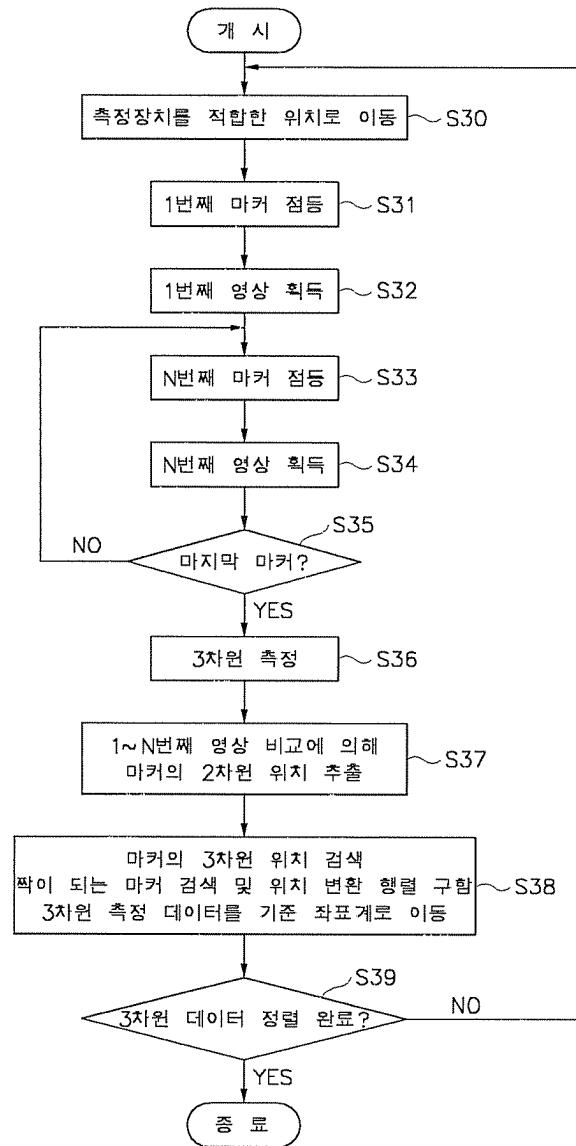 개 시
측정장치를 적합한 위치로 이동
S30
1번째 마커 점등
S31
1번째 영상 획득
S32
N번째 마커 점등
S33
N번째 영상 획득
S34
S35
마지막 마커?
NO
YES
3차원 측정
S36
1~N번째 영상 비교에 의해
마커의 2차원 위치 추출
S37
마커의 3차원 위치 검색
짝이 되는 마커 검색 및 위치 변환 행렬 구함
3차원 측정 데이터를 기준 좌표계로 이동
S38
S39
3차원 데이터 정렬 완료?
NO
YES
종 료